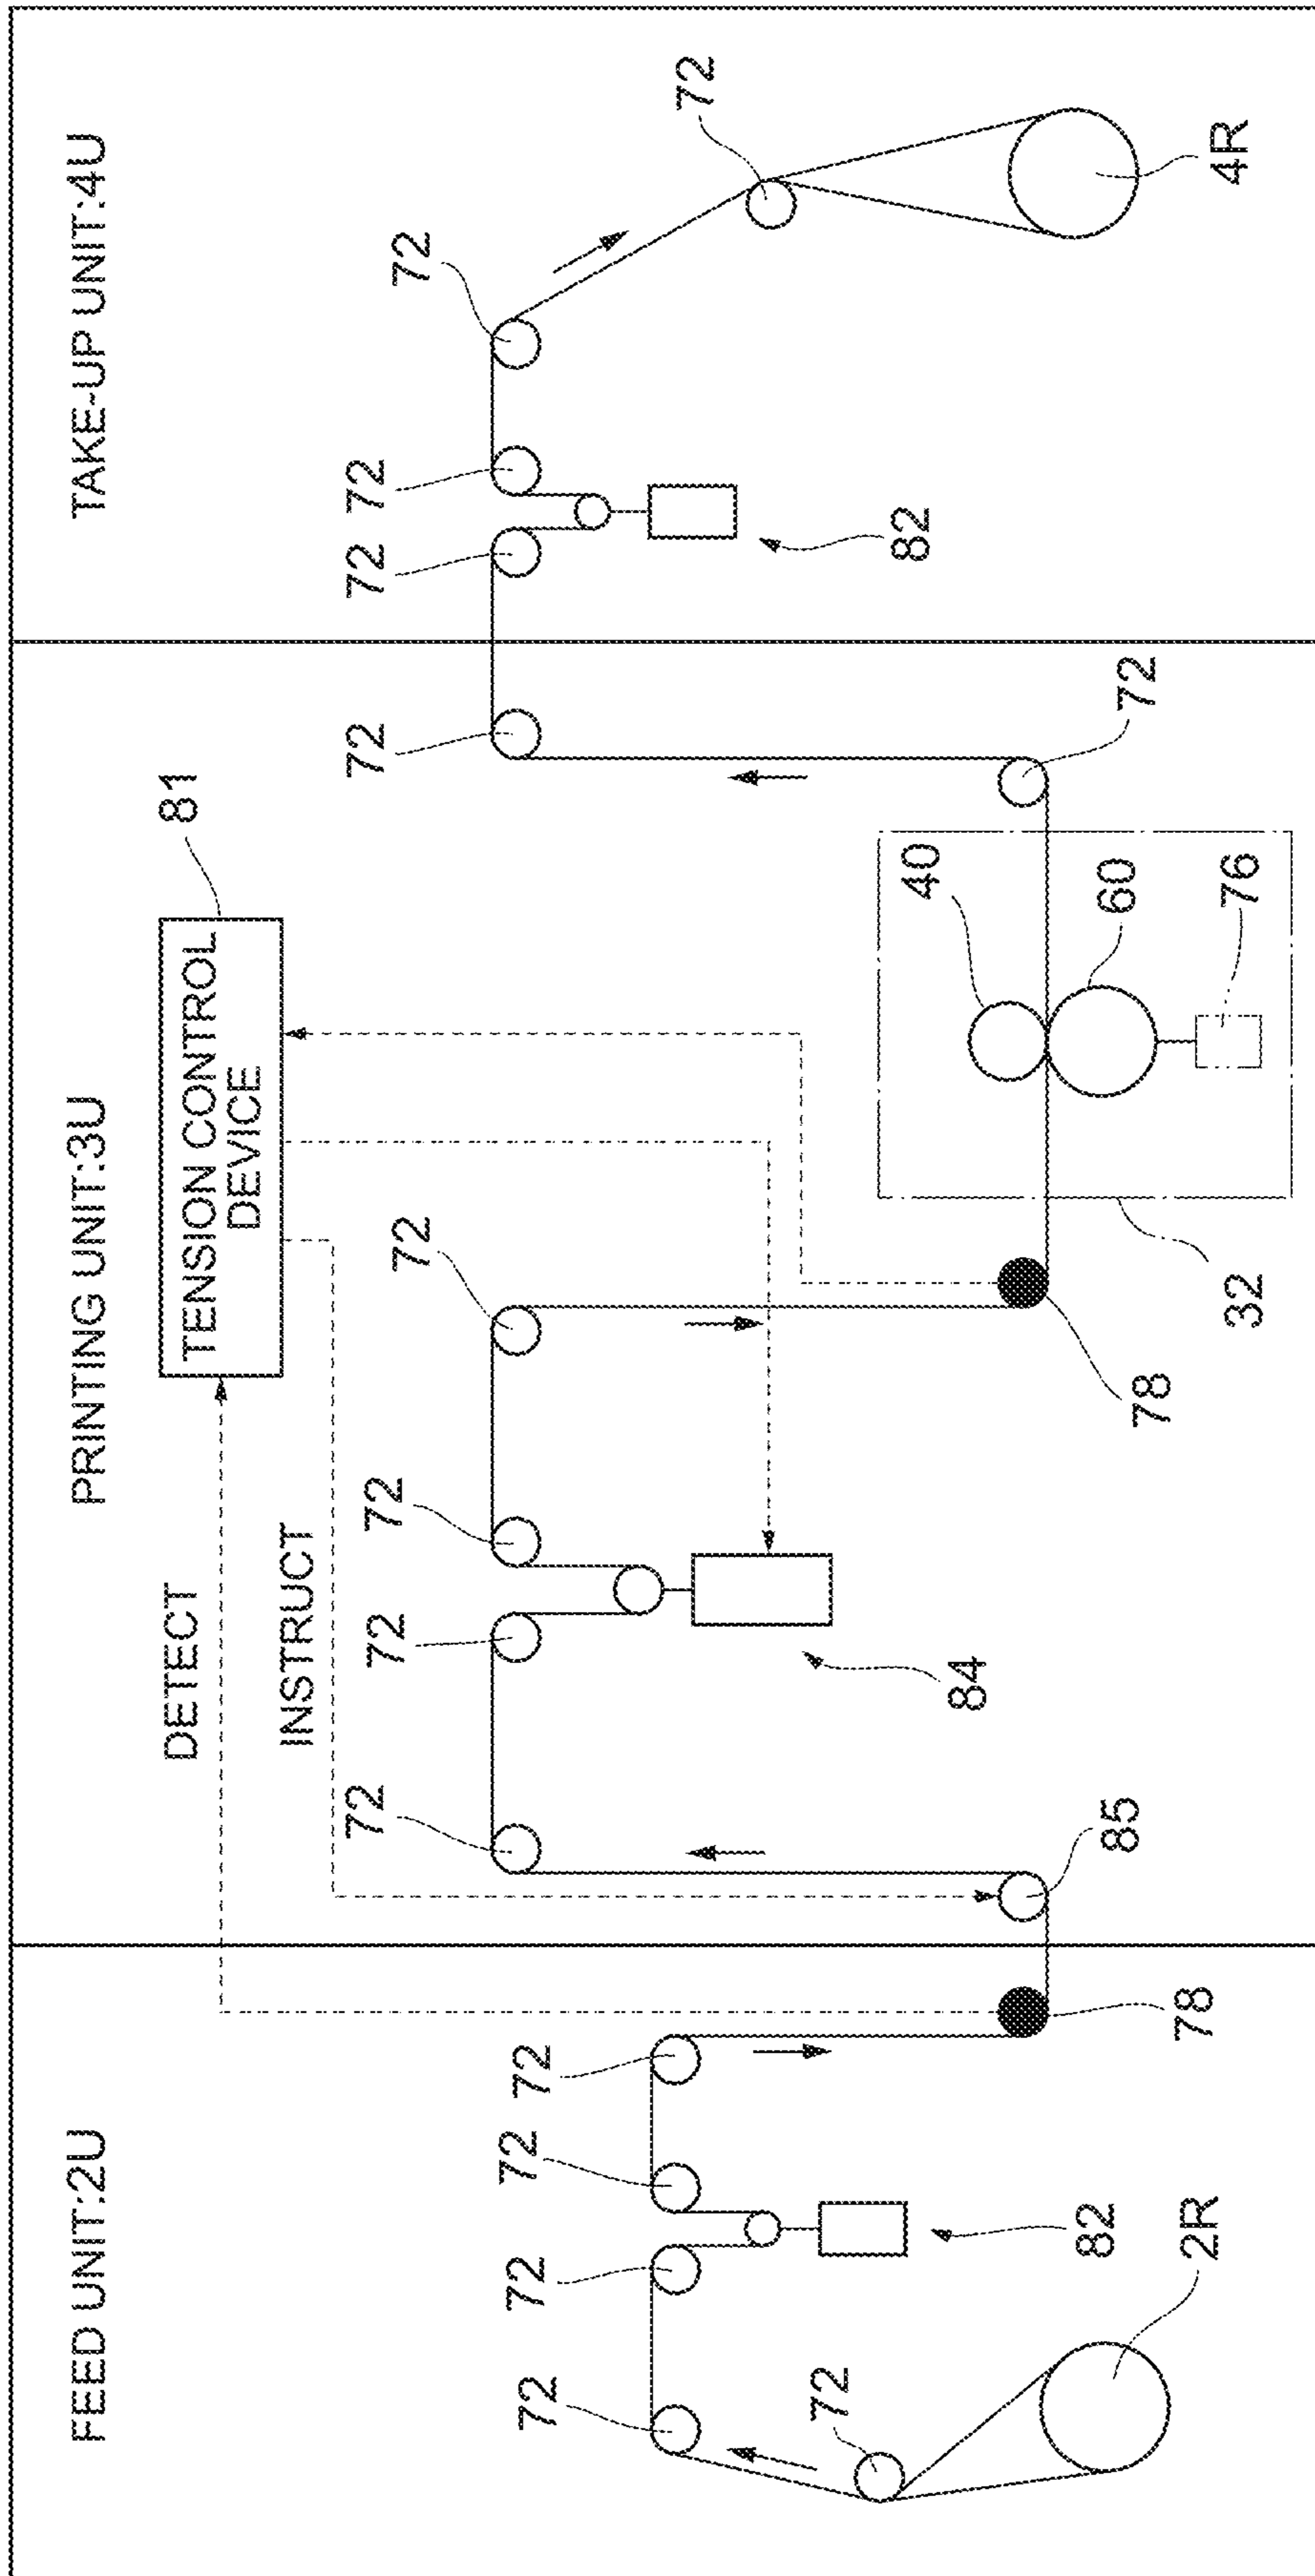 FEED UNIT:2U
PRINTING UNIT:3U
TAKE-UP UNIT:4U
DETECT
INSTRUCT
TENSION CONTROL
DEVICE
81
72
72
72
72
72
82
2R
78
85
72
72
72
84
72
78
32
40
60
76
72
72
72
72
82
72
72
4R